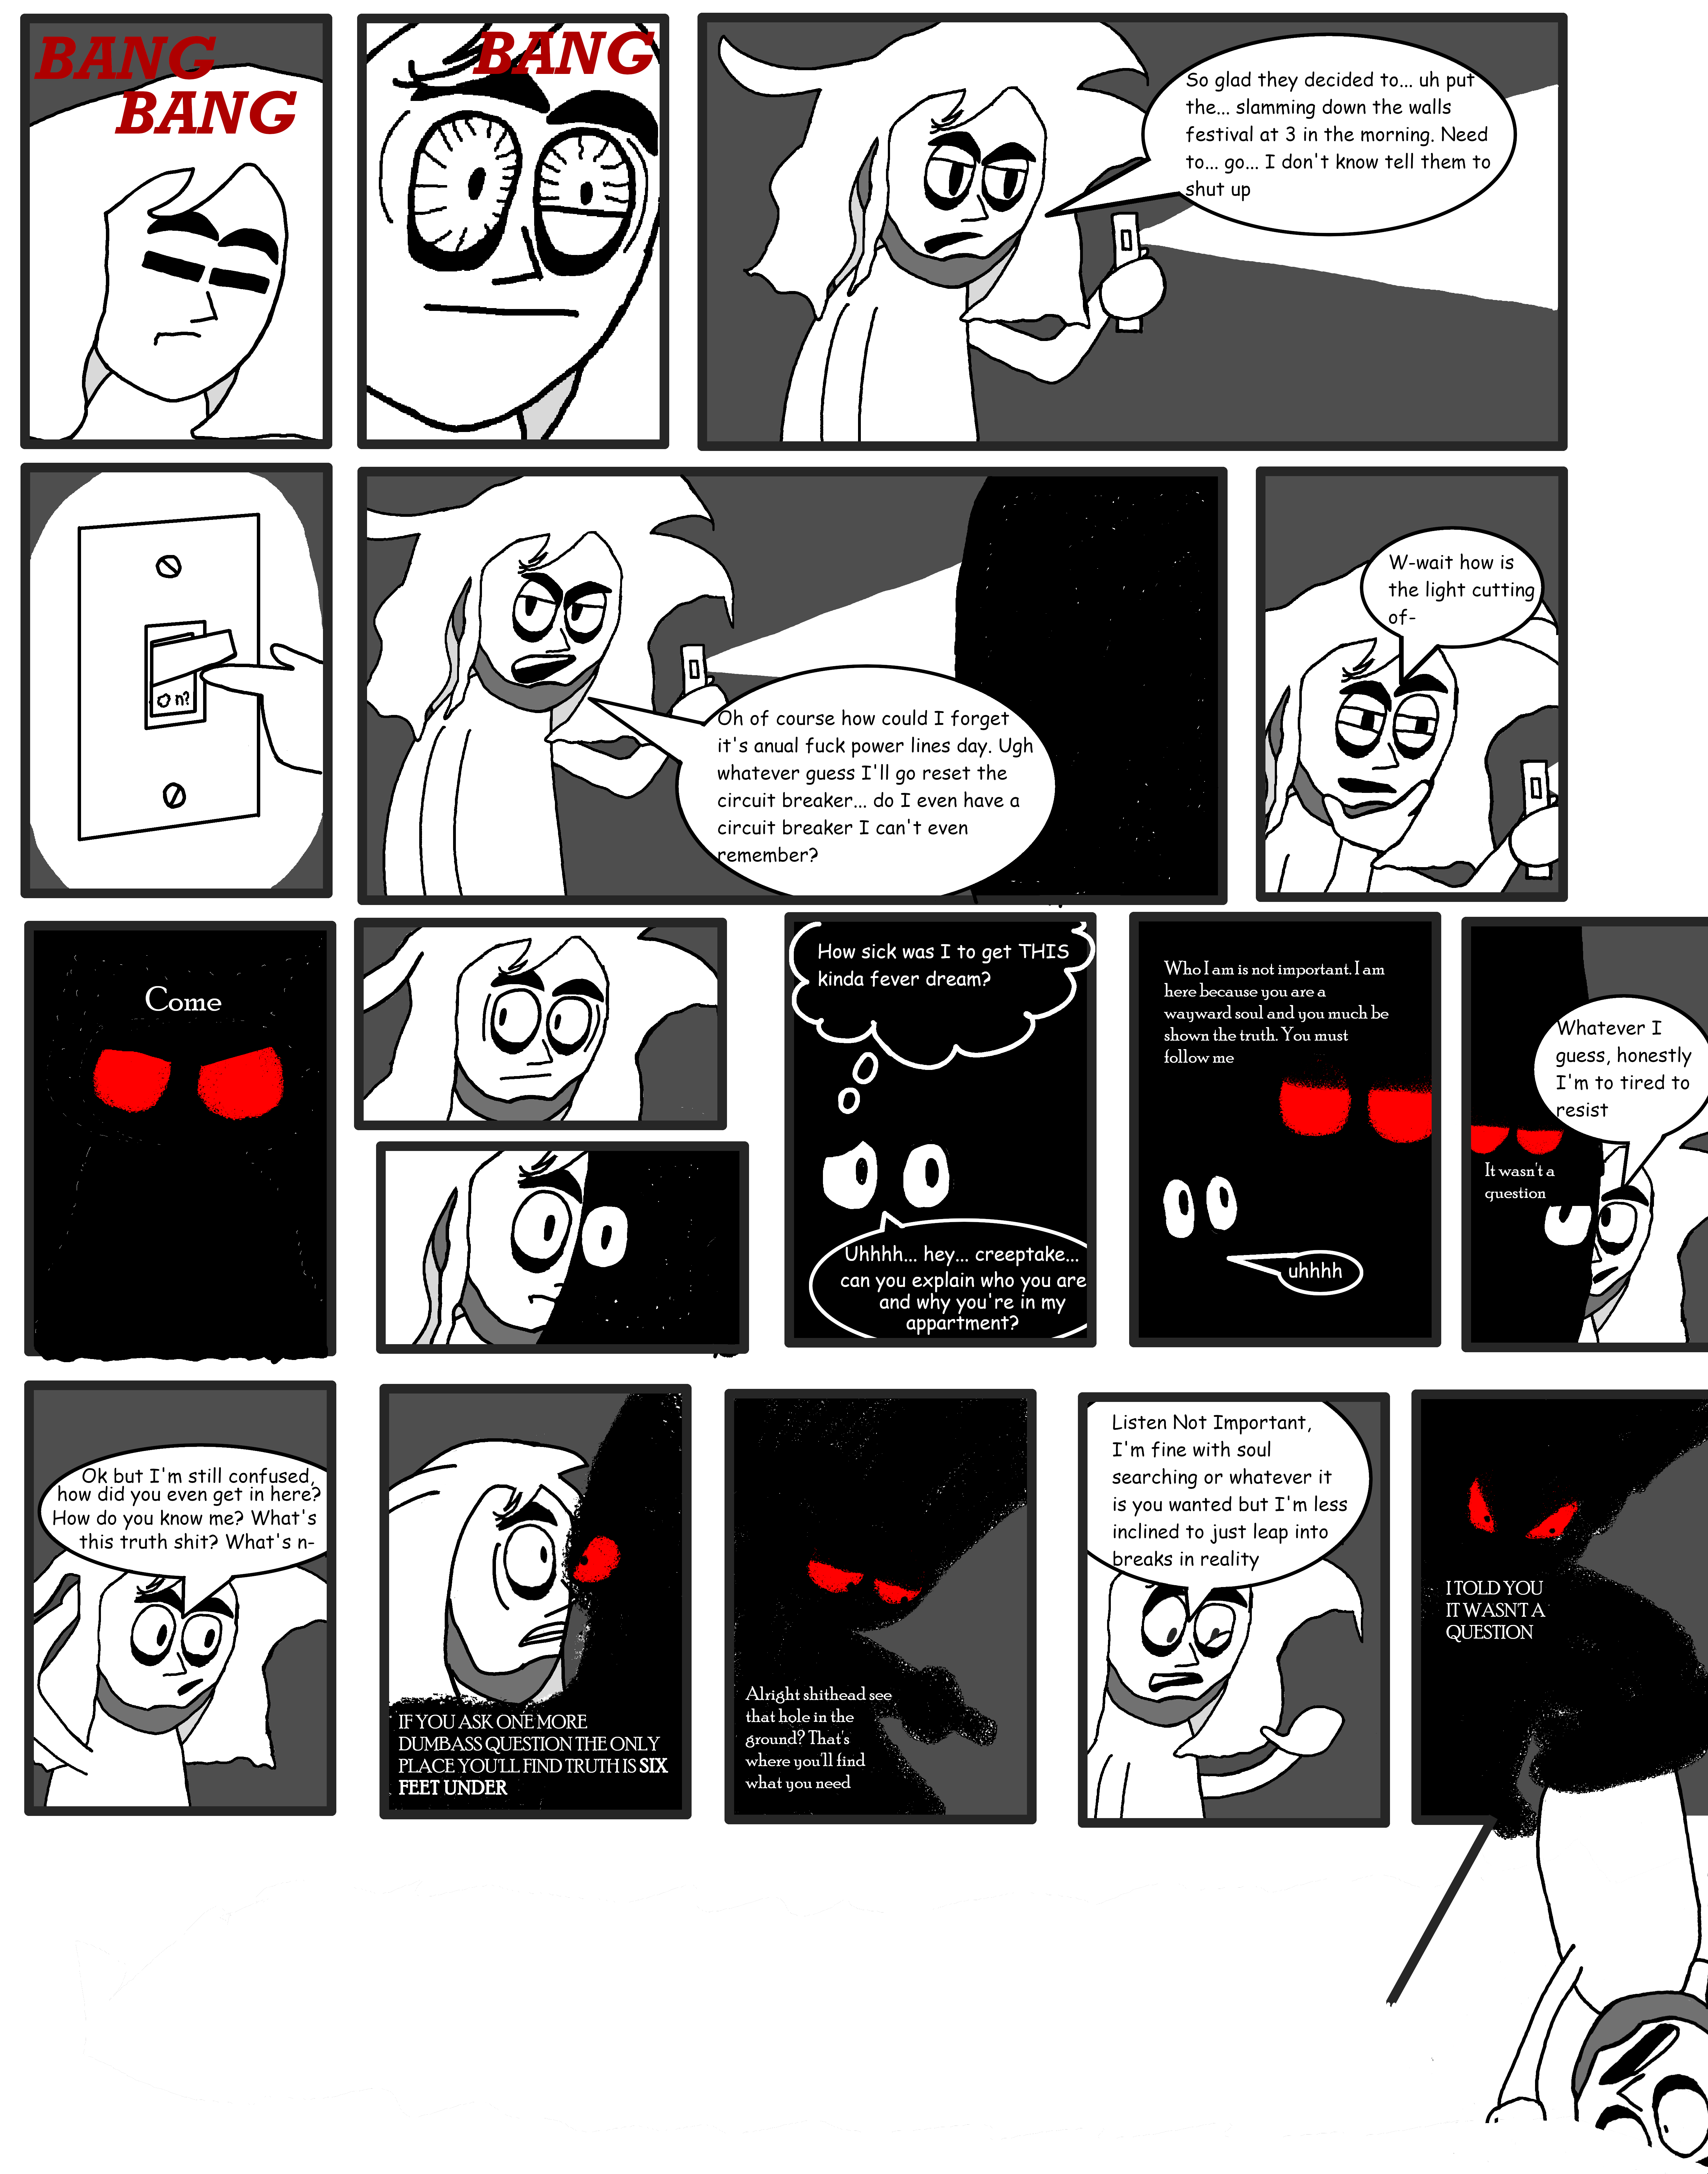 BANG
BANG
BANG
So glad they decided to... uh put
the... slamming down the walls
festival at 3 in the morning. Need
to... go... I don't know tell them to
shut up
On?
Oh of course how could I forget
it's anual fuck power lines day. Ugh
whatever guess I'll go reset the
circuit breaker... do I even have a
circuit breaker I can't even
remember?
W-wait how is
the light cutting
of-
Come
How sick was I to get THIS
kinda fever dream?
Uhhhh... hey... creeptake...
can you explain who you are
and why you're in my
appartment?
Who I am is not important. I am
here because you are a
wayward soul and you much be
shown the truth. You must
follow me
uhhhh
Whatever I
guess, honestly
I'm to tired to
resist
It wasn't a
question
Ok but I'm still confused,
how did you even get in here?
How do you know me? What's
this truth shit? What's n-
IF YOU ASK ONE MORE
DUMBASS QUESTION THE ONLY
PLACE YOU'LL FIND TRUTH IS SIX
FEET UNDER
Alright shithead see
that hole in the
ground? That's
where you'll find
what you need
Listen Not Important,
I'm fine with soul
searching or whatever it
is you wanted but I'm less
inclined to just leap into
breaks in reality
I TOLD YOU
IT WASN'T A
QUESTION